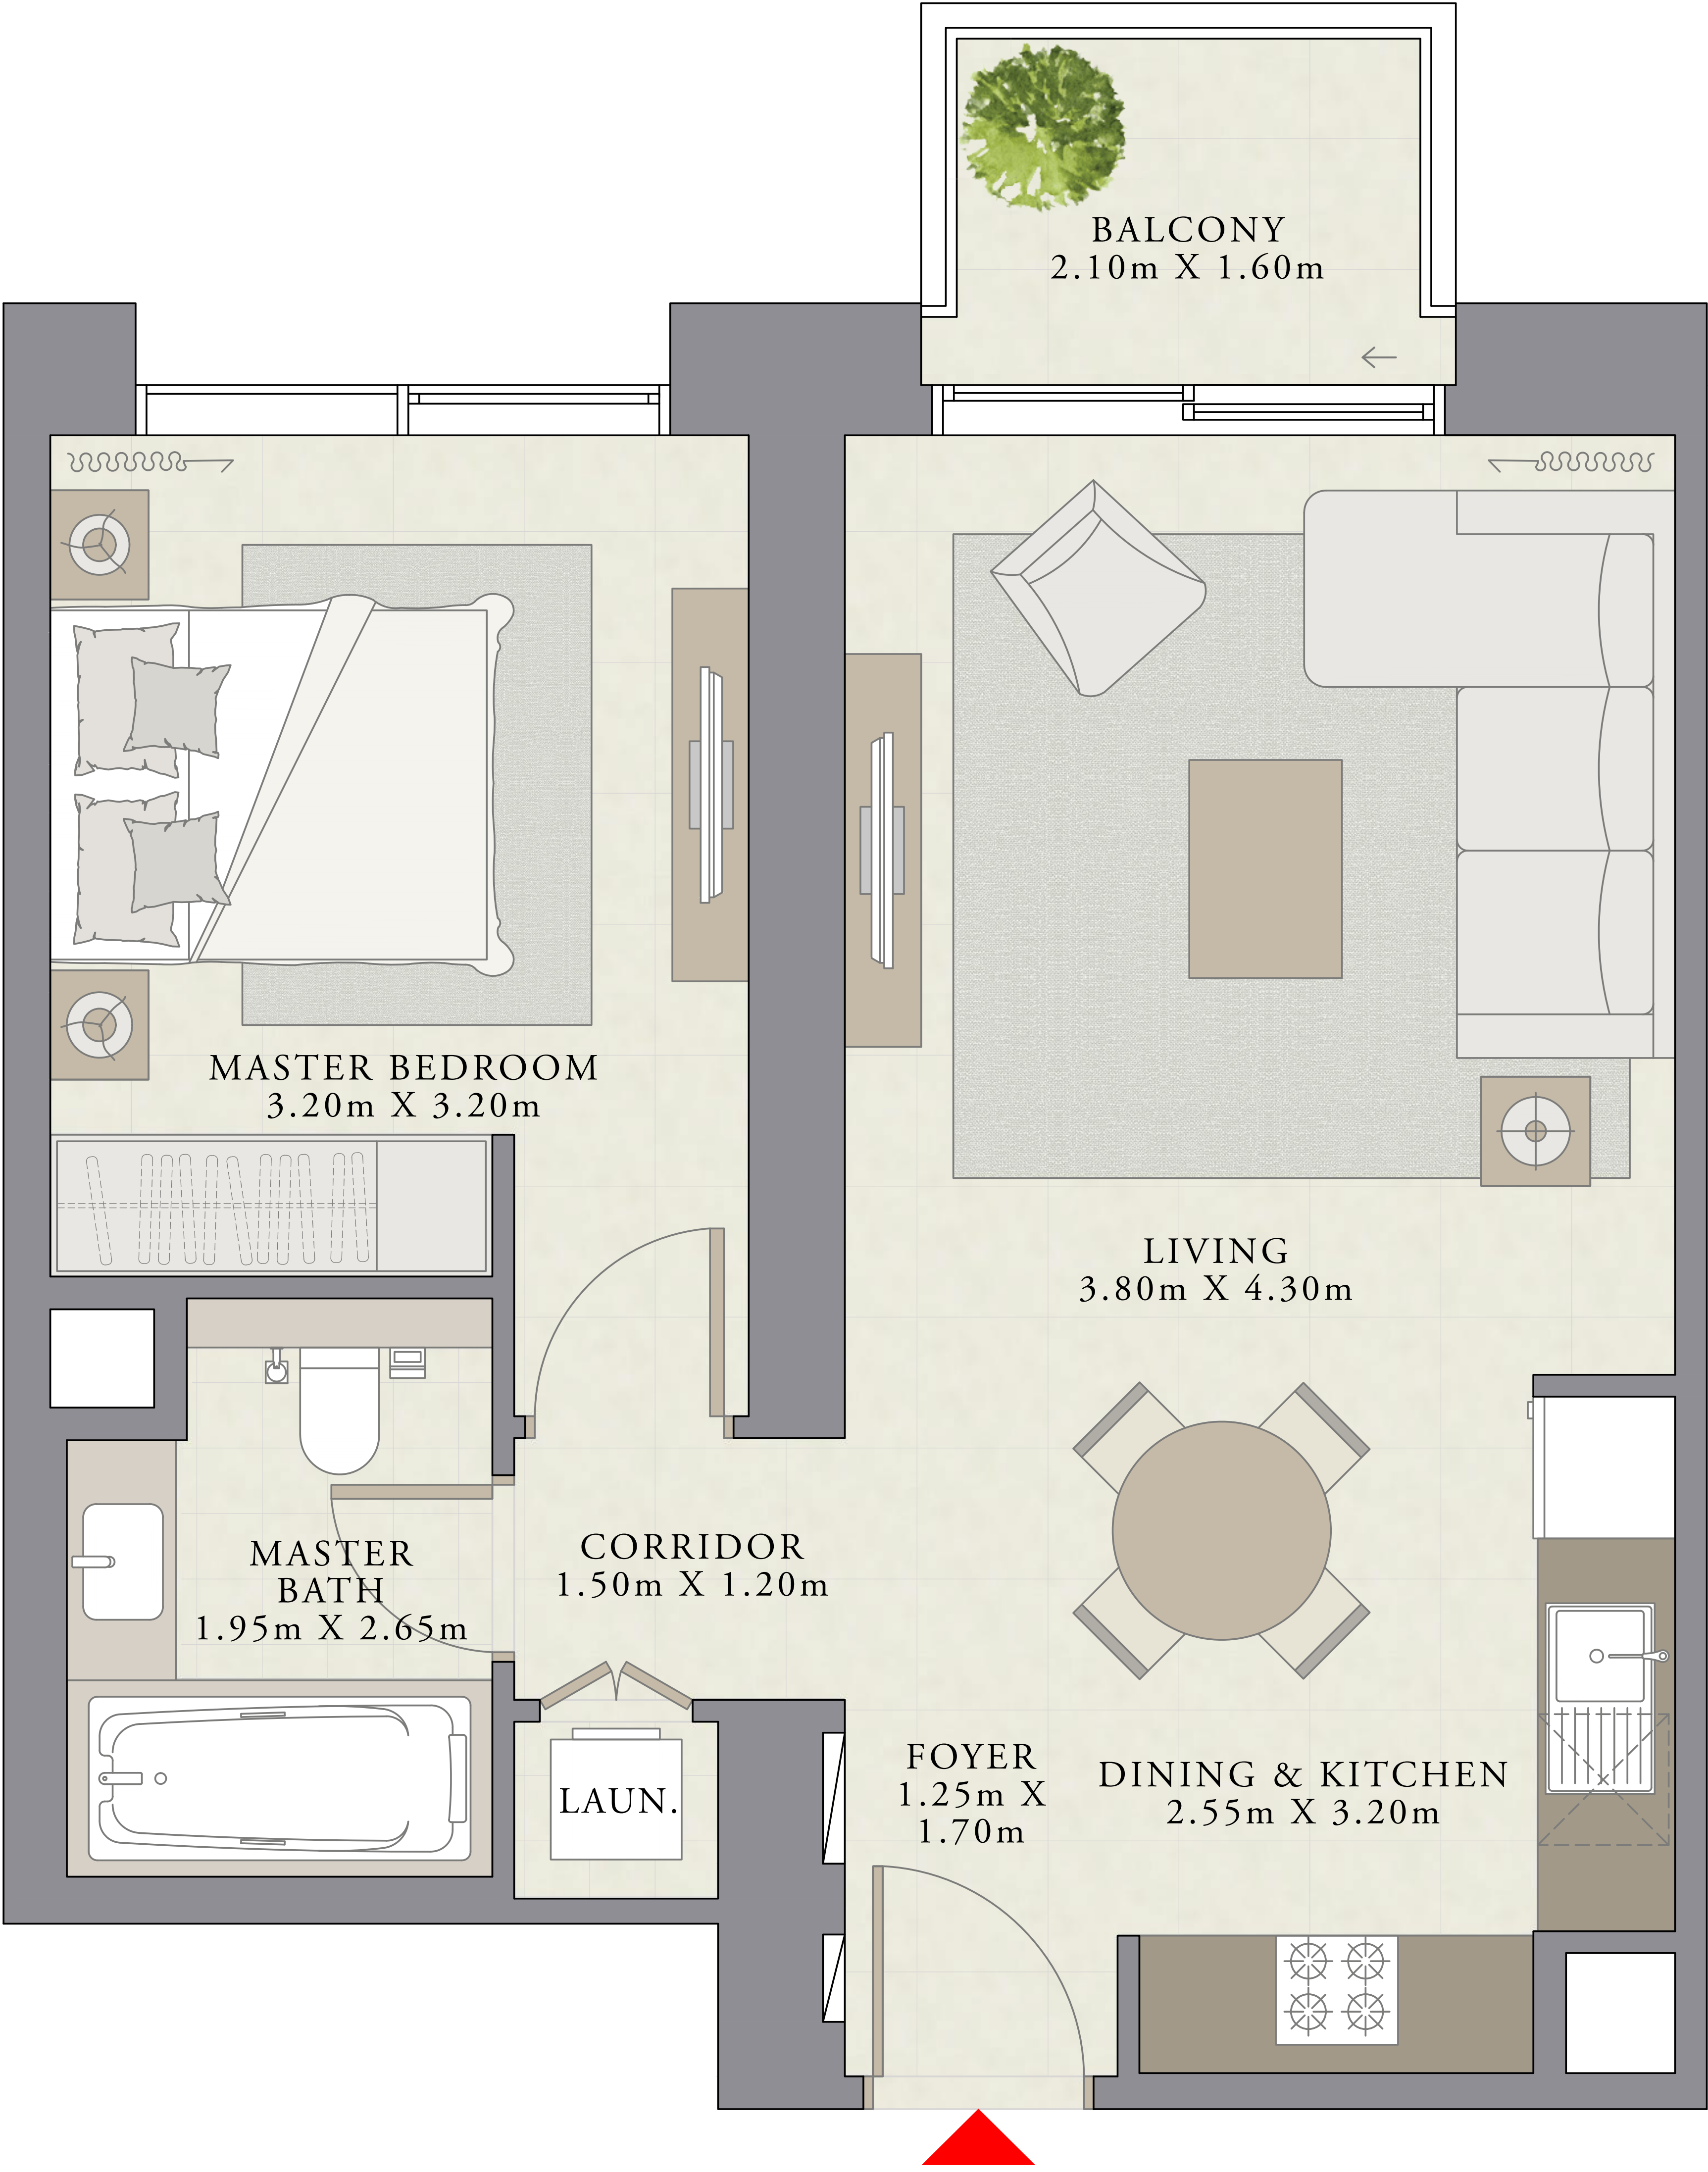 BALCONY
2.10m X 1.60m
MASTER BEDROOM
3.20m X 3.20m
LIVING
3.80m X 4.30m
MASTER
BATH
1.95m X 2.65m
CORRIDOR
1.50m X 1.20m
LAUN.
FOYER
1.25m X
1.70m
DINING & KITCHEN
2.55m X 3.20m